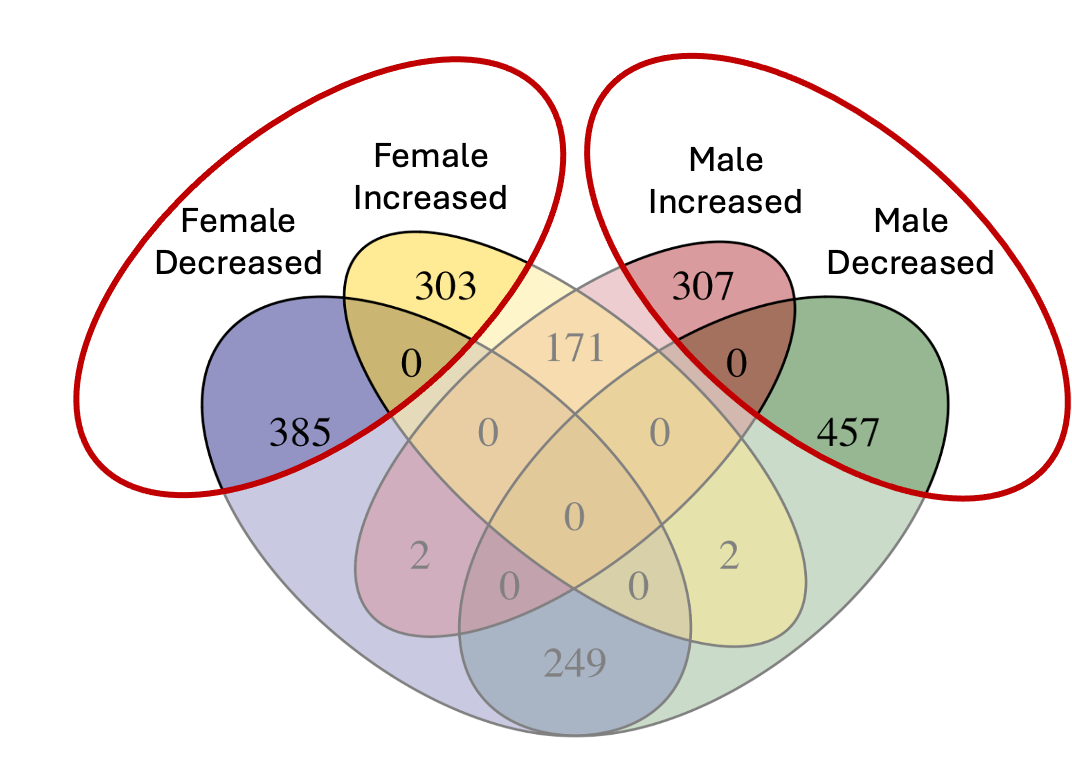 Female
Increased
Male
Increased
Female
Decreased
Male
Decreased
303
307
171
0
0
385
0
0
457
0
2
2
0
0
249